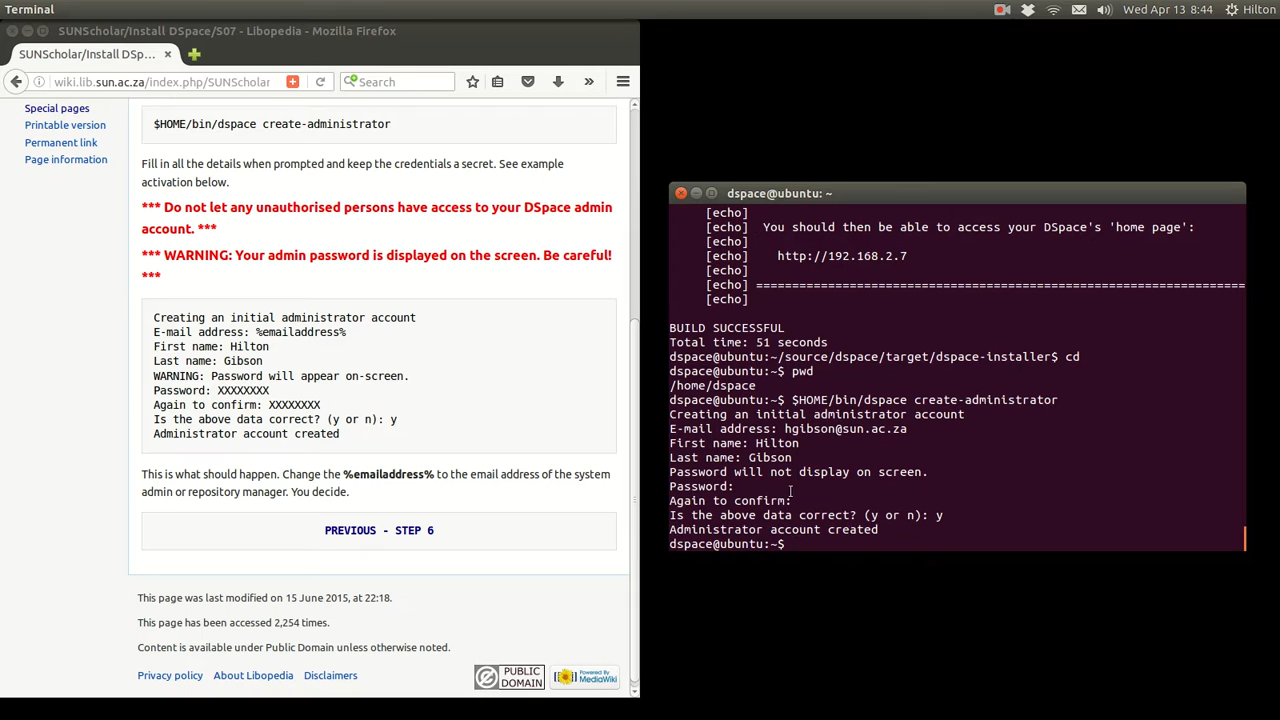 Terminal
Wed Apr 13 8:44
Hilton
SUNScholar/Install DSpace/S07 - Libopedia - Mozilla Firefox
SUNScholar/Install DSp...
wiki.lib.sun.ac.za/index.php/SUNScholar
Search
Special pages
Printable version
Permanent link
Page information
$HOME/bin/dspace create-administrator
Fill in all the details when prompted and keep the credentials a secret. See example
activation below.
*** Do not let any unauthorised persons have access to your DSpace admin
account. ***
*** WARNING: Your admin password is displayed on the screen. Be careful!
***
Creating an initial administrator account
E-mail address: %emailaddress%
First name: Hilton
Last name: Gibson
WARNING: Password will appear on-screen.
Password: XXXXXXXX
Again to confirm: XXXXXXXX
Is the above data correct? (y or n): y
Administrator account created
This is what should happen. Change the %emailaddress% to the email address of the system
admin or repository manager. You decide.
PREVIOUS - STEP 6
This page was last modified on 15 June 2015, at 22:18.
This page has been accessed 2,254 times.
Content is available under Public Domain unless otherwise noted.
Privacy policy About Libopedia Disclaimers
PUBLIC
DOMAIN
Powered By
MediaWiki
dspace@ubuntu: ~
[echo]
[echo] You should then be able to access your DSpace's 'home page':
[echo]
[echo] http://192.168.2.7
[echo]
[echo] ====================================================================
[echo]
BUILD SUCCESSFUL
Total time: 51 seconds
dspace@ubuntu:~/source/dspace/target/dspace-installer$ cd
dspace@ubuntu:~$ pwd
/home/dspace
dspace@ubuntu:~$ $HOME/bin/dspace create-administrator
Creating an initial administrator account
E-mail address: hgibson@sun.ac.za
First name: Hilton
Last name: Gibson
Password will not display on screen.
Password:
Again to confirm:
Is the above data correct? (y or n): y
Administrator account created
dspace@ubuntu:~$